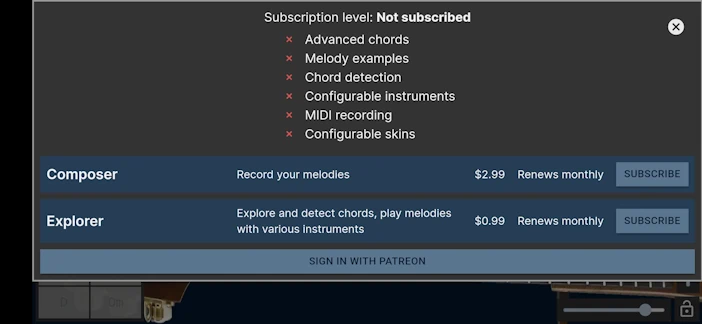 Subscription level: Not subscribed
× Advanced chords
× Melody examples
× Chord detection
× Configurable instruments
× MIDI recording
× Configurable skins
Composer Record your melodies $2.99 Renews monthly SUBSCRIBE
Explorer Explore and detect chords, play melodies
with various instruments $0.99 Renews monthly SUBSCRIBE
SIGN IN WITH PATREON